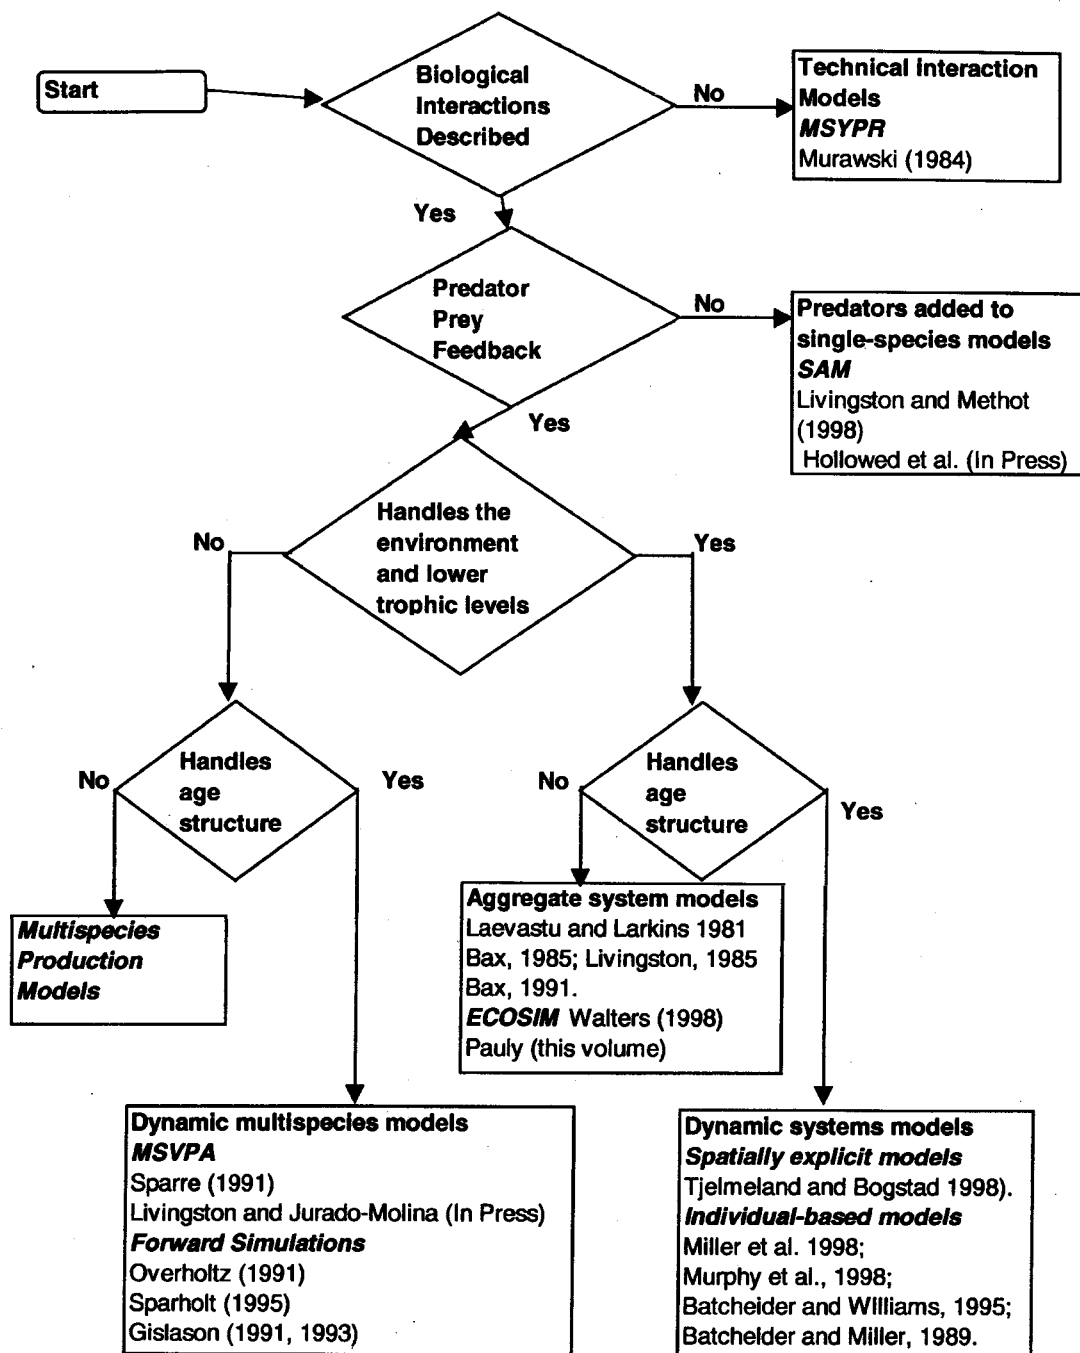 Start
Biological
Interactions
Described
No
Technical interaction
Models
MSYPR
Murawski (1984)
Yes
Predator
Prey
Feedback
No
Predators added to
single-species models
SAM
Livingston and Methot
(1998)
Hollowed et al. (In Press)
Yes
Handles the
environment
and lower
trophic levels
No
Yes
Handles
age
structure
No
Yes
Handles
age
structure
No
Yes
Multispecies
Production
Models
Aggregate system models
Laevastu and Larkins 1981
Bax, 1985; Livingston, 1985
Bax, 1991.
ECOSIM Walters (1998)
Pauly (this volume)
Dynamic multispecies models
MSVPA
Sparre (1991)
Livingston and Jurado-Molina (In Press)
Forward Simulations
Overholtz (1991)
Sparholt (1995)
Gislason (1991, 1993)
Dynamic systems models
Spatially explicit models
Tjelmeland and Bogstad 1998).
Individual-based models
Miller et al. 1998;
Murphy et al., 1998;
Batcheider and Williams, 1995;
Batchelder and Miller, 1989.